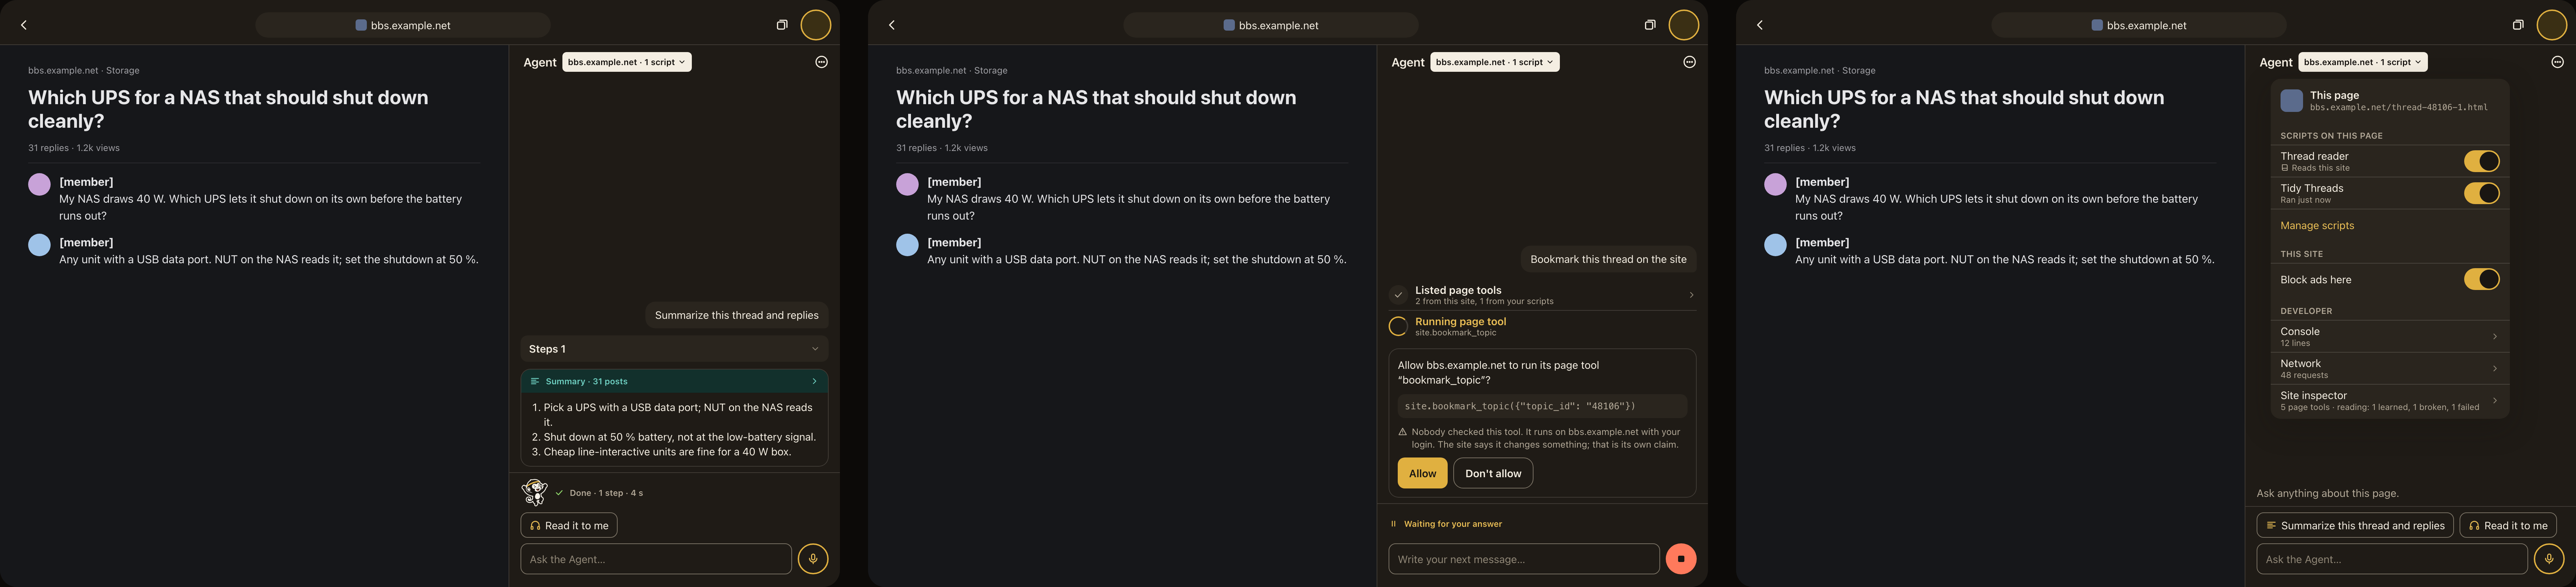 bbs.example.net
bbs.example.net · Storage
Which UPS for a NAS that should shut down
cleanly?
31 replies · 1.2k views
[member]
My NAS draws 40 W. Which UPS lets it shut down on its own before the battery
runs out?
[member]
Any unit with a USB data port. NUT on the NAS reads it; set the shutdown at 50 %.
Agent
bbs.example.net · 1 script
Summarize this thread and replies
Steps 1
Summary · 31 posts
1. Pick a UPS with a USB data port; NUT on the NAS reads
it.
2. Shut down at 50 % battery, not at the low-battery signal.
3. Cheap line-interactive units are fine for a 40 W box.
Done · 1 step · 4 s
Read it to me
Ask the Agent...
bbs.example.net
bbs.example.net · Storage
Which UPS for a NAS that should shut down
cleanly?
31 replies · 1.2k views
[member]
My NAS draws 40 W. Which UPS lets it shut down on its own before the battery
runs out?
[member]
Any unit with a USB data port. NUT on the NAS reads it; set the shutdown at 50 %.
Agent
bbs.example.net · 1 script
Bookmark this thread on the site
Listed page tools
2 from this site, 1 from your scripts
Running page tool
site.bookmark_topic
Allow bbs.example.net to run its page tool
“bookmark_topic”?
site.bookmark_topic({"topic_id": "48106"})
Nobody checked this tool. It runs on bbs.example.net with your
login. The site says it changes something; that is its own claim.
Allow
Don't allow
Waiting for your answer
Write your next message...
bbs.example.net
bbs.example.net · Storage
Which UPS for a NAS that should shut down
cleanly?
31 replies · 1.2k views
[member]
My NAS draws 40 W. Which UPS lets it shut down on its own before the battery
runs out?
[member]
Any unit with a USB data port. NUT on the NAS reads it; set the shutdown at 50 %.
Agent
bbs.example.net · 1 script
This page
bbs.example.net/thread-48106-1.html
SCRIPTS ON THIS PAGE
Thread reader
Reads this site
Tidy Threads
Ran just now
Manage scripts
THIS SITE
Block ads here
DEVELOPER
Console
12 lines
Network
48 requests
Site inspector
5 page tools · reading: 1 learned, 1 broken, 1 failed
Ask anything about this page.
Summarize this thread and replies
Read it to me
Ask the Agent...